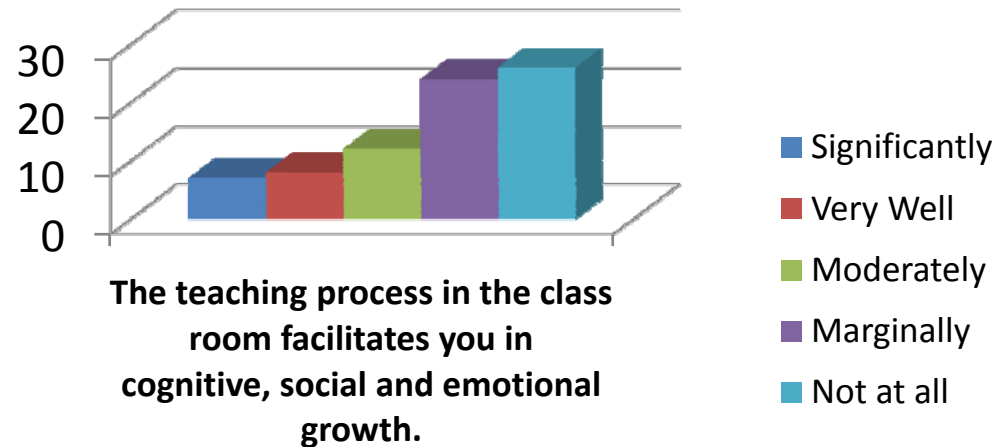 30
20
10
0
The teaching process in the class
room facilitates you in
cognitive, social and emotional
growth.
Significantly
Very Well
Moderately
Marginally
Not at all